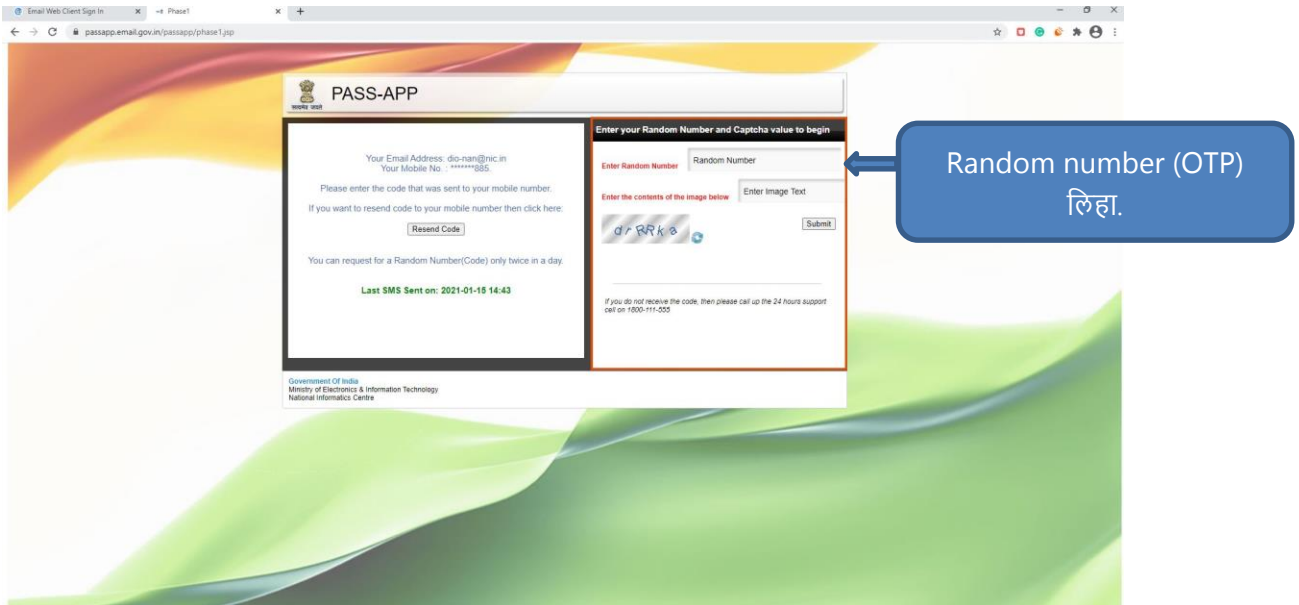 Email Web Client Sign In
Phase1
passapp.email.gov.in/passapp/phase1.jsp
सत्यमेव जयते
PASS-APP
Your Email Address: dio-nan@nic.in
Your Mobile No. : *******885.
Please enter the code that was sent to your mobile number.
If you want to resend code to your mobile number then click here:
Resend Code
You can request for a Random Number(Code) only twice in a day.
Last SMS Sent on: 2021-01-15 14:43
Enter your Random Number and Captcha value to begin
Enter Random Number
Random Number
Enter the contents of the image below
Enter Image Text
drRRka
Submit
If you do not receive the code, then please call up the 24 hours support
cell on 1800-111-555
Government Of India
Ministry of Electronics & Information Technology
National Informatics Centre
Random number (OTP)
लिहा.